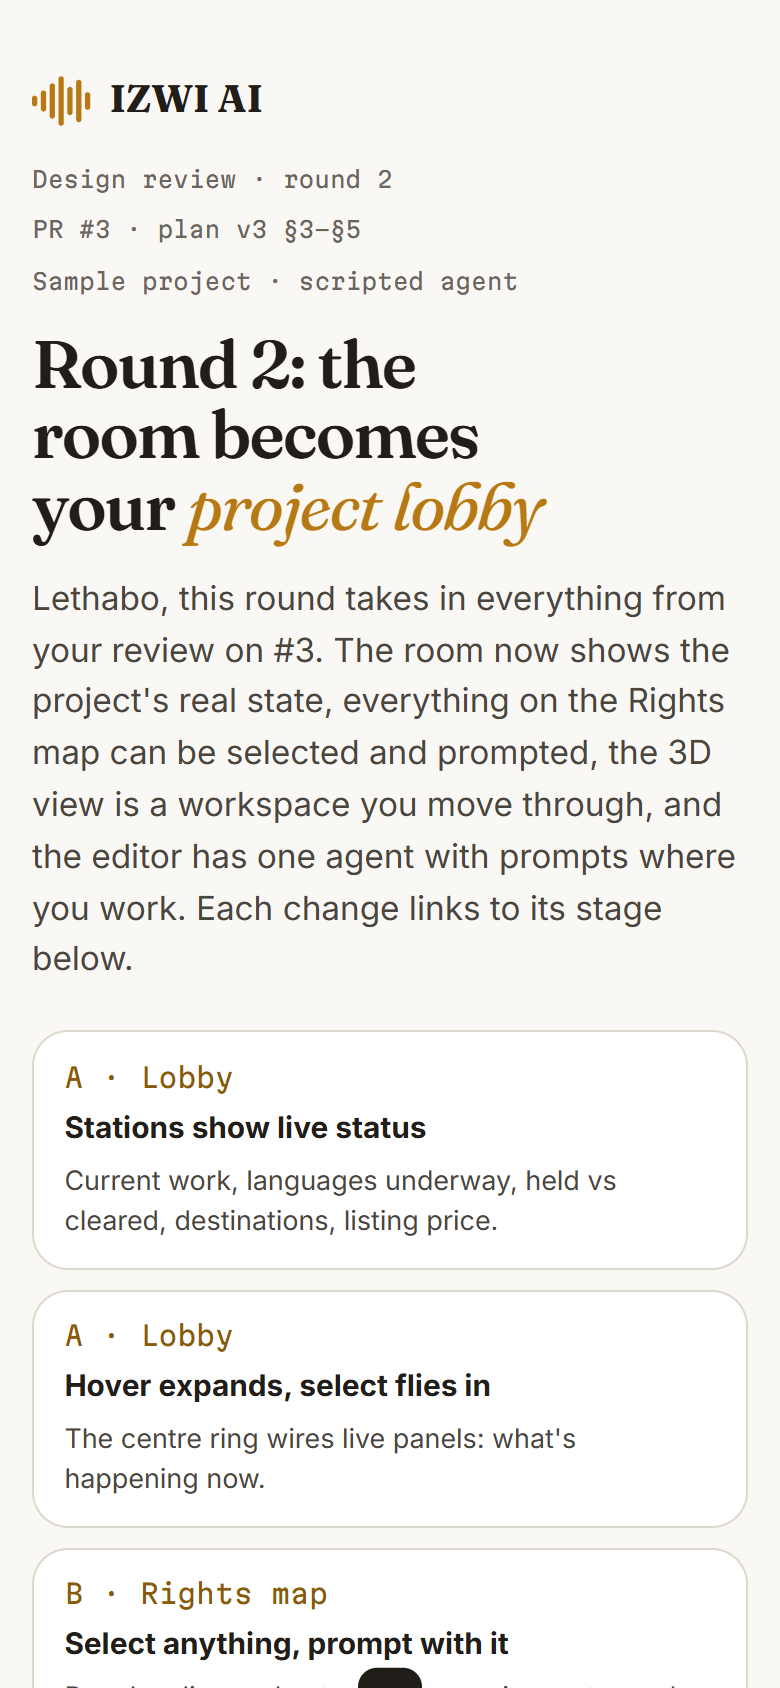 IZWI AI
Design review · round 2
PR #3 · plan v3 §3–§5
Sample project · scripted agent
Round 2: the
room becomes
your project lobby
Lethabo, this round takes in everything from
your review on #3. The room now shows the
project's real state, everything on the Rights
map can be selected and prompted, the 3D
view is a workspace you move through, and
the editor has one agent with prompts where
you work. Each change links to its stage
below.
A · Lobby
Stations show live status
Current work, languages underway, held vs
cleared, destinations, listing price.
A · Lobby
Hover expands, select flies in
The centre ring wires live panels: what's
happening now.
B · Rights map
Select anything, prompt with it